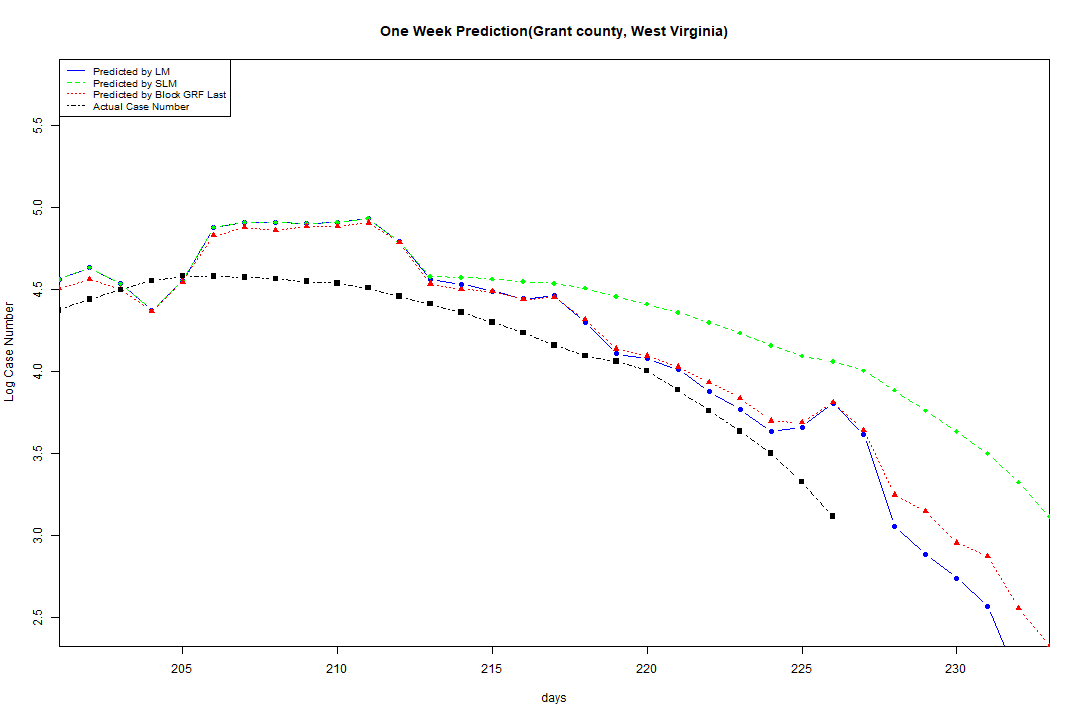 One Week Prediction(Grant county, West Virginia)
Predicted by LM
Predicted by SLM
Predicted by Block GRF Last
Actual Case Number
5.5
5.0
4.5
4.0
3.5
3.0
2.5
Log Case Number
205 210 215 220 225 230
days